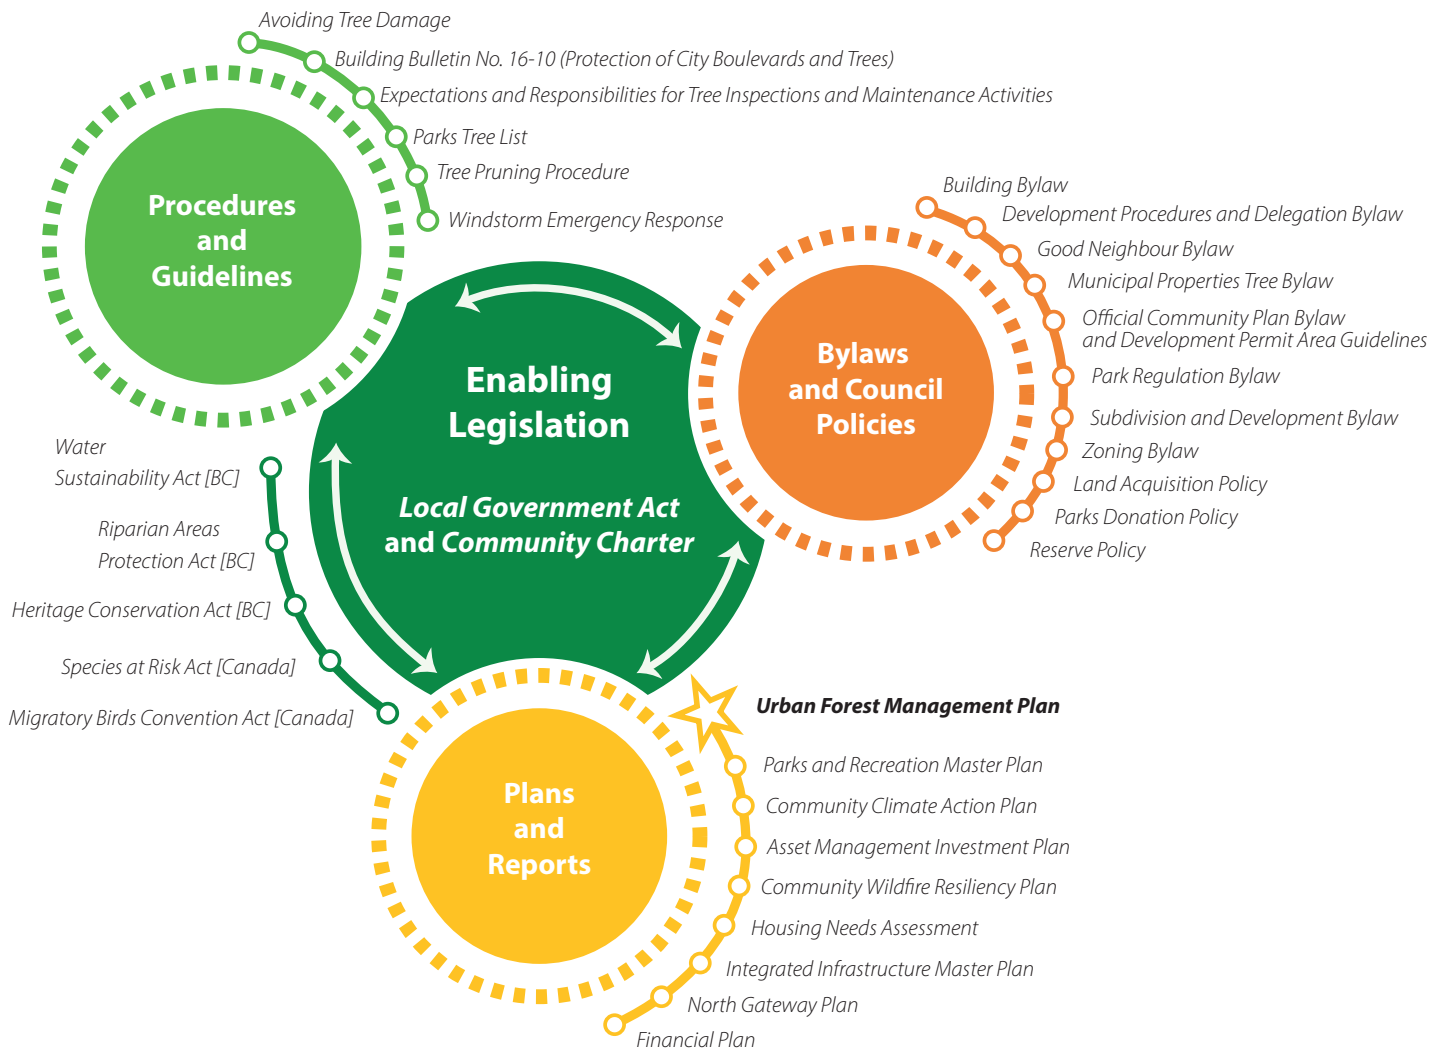 Avoiding Tree Damage
Building Bulletin No. 16-10 (Protection of City Boulevards and Trees)
Expectations and Responsibilities for Tree Inspections and Maintenance Activities
Parks Tree List
Tree Pruning Procedure
Windstorm Emergency Response
Procedures
and
Guidelines
Building Bylaw
Development Procedures and Delegation Bylaw
Good Neighbour Bylaw
Municipal Properties Tree Bylaw
Official Community Plan Bylaw
and Development Permit Area Guidelines
Park Regulation Bylaw
Subdivision and Development Bylaw
Zoning Bylaw
Land Acquisition Policy
Parks Donation Policy
Reserve Policy
Bylaws
and Council
Policies
Enabling
Legislation
Local Government Act
and Community Charter
Water
Sustainability Act [BC]
Riparian Areas
Protection Act [BC]
Heritage Conservation Act [BC]
Species at Risk Act [Canada]
Migratory Birds Convention Act [Canada]
Plans
and
Reports
Urban Forest Management Plan
Parks and Recreation Master Plan
Community Climate Action Plan
Asset Management Investment Plan
Community Wildfire Resiliency Plan
Housing Needs Assessment
Integrated Infrastructure Master Plan
North Gateway Plan
Financial Plan